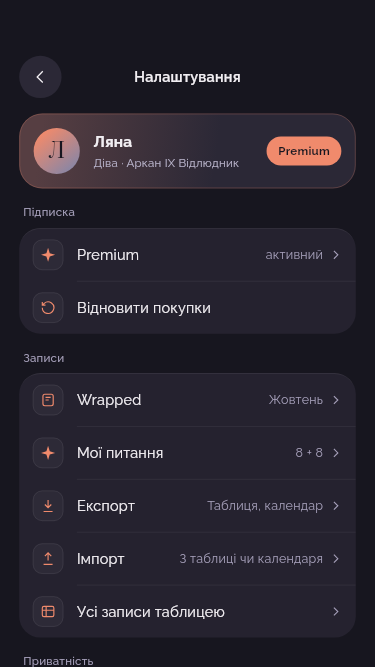 Налаштування
Л
Ляна
Діва · Аркан IX Відлюдник
Premium
Підписка
Premium
активний
Відновити покупки
Записи
Wrapped
Жовтень
Мої питання
8 + 8
Експорт
Таблиця, календар
Імпорт
З таблиці чи календаря
Усі записи таблицею
Приватність